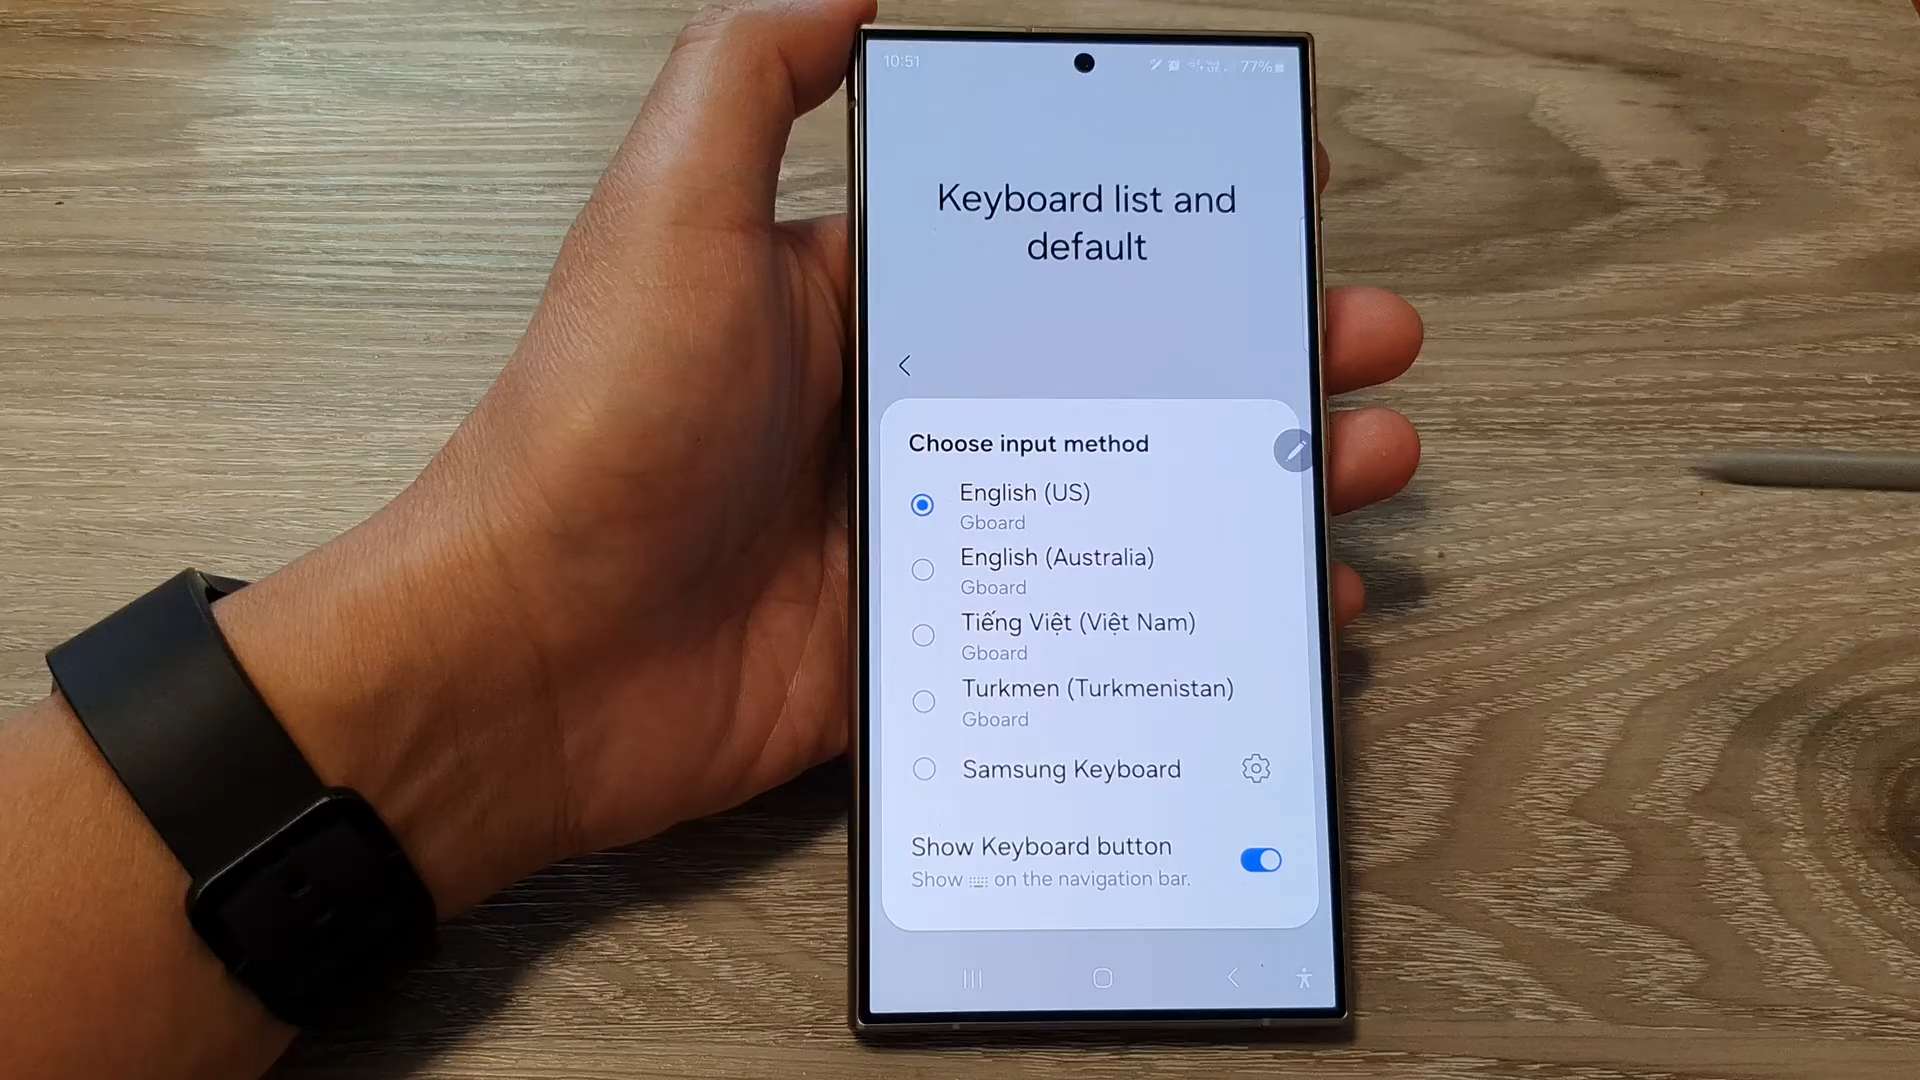 10:51
77%
Keyboard list and
default
Choose input method
English (US)
Gboard
English (Australia)
Gboard
Tiếng Việt (Việt Nam)
Gboard
Turkmen (Turkmenistan)
Gboard
Samsung Keyboard
Show Keyboard button
Show on the navigation bar.